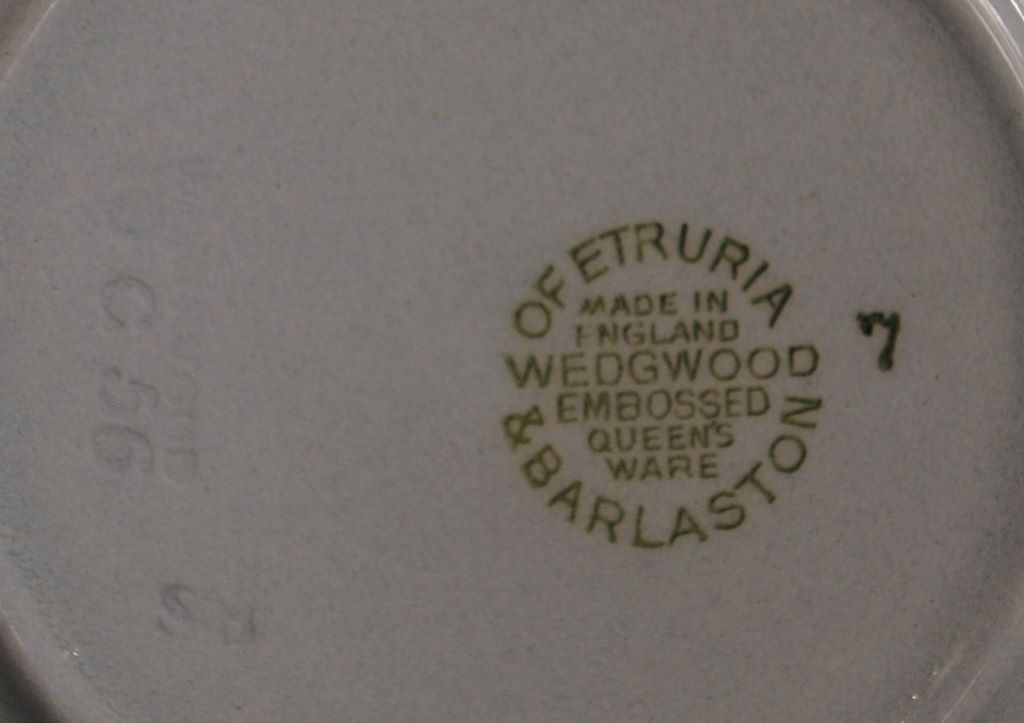 OF ETRURIA
MADE IN
ENGLAND
WEDGWOOD
EMBOSSED
QUEEN'S
WARE
& BARLASTON